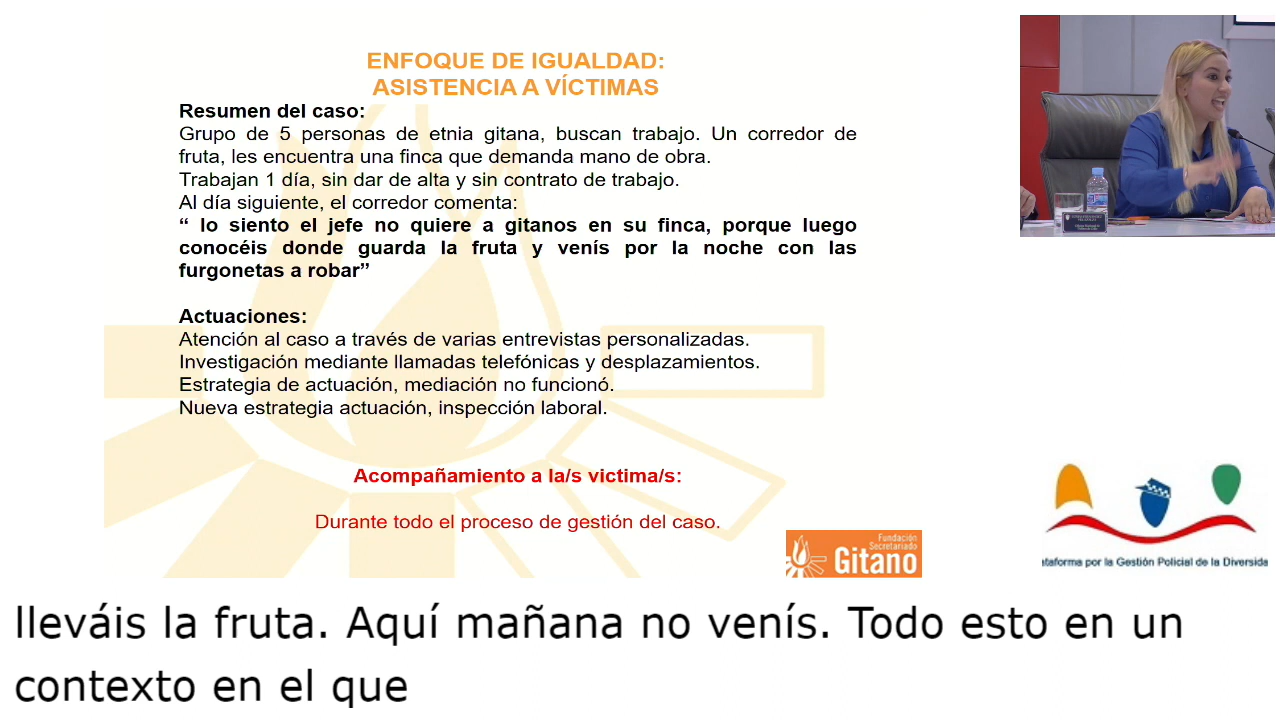 ENFOQUE DE IGUALDAD:
ASISTENCIA A VÍCTIMAS
Resumen del caso:
Grupo de 5 personas de etnia gitana, buscan trabajo. Un corredor de
fruta, les encuentra una finca que demanda mano de obra.
Trabajan 1 día, sin dar de alta y sin contrato de trabajo.
Al día siguiente, el corredor comenta:
“ lo siento el jefe no quiere a gitanos en su finca, porque luego
conocéis donde guarda la fruta y venís por la noche con las
furgonetas a robar”
Actuaciones:
Atención al caso a través de varias entrevistas personalizadas.
Investigación mediante llamadas telefónicas y desplazamientos.
Estrategia de actuación, mediación no funcionó.
Nueva estrategia actuación, inspección laboral.
Acompañamiento a la/s victima/s:
Durante todo el proceso de gestión del caso.
Fundación
Secretariado
Gitano
ataforma por la Gestión Policial de la Diversida
lleváis la fruta. Aquí mañana no venís. Todo esto en un
contexto en el que